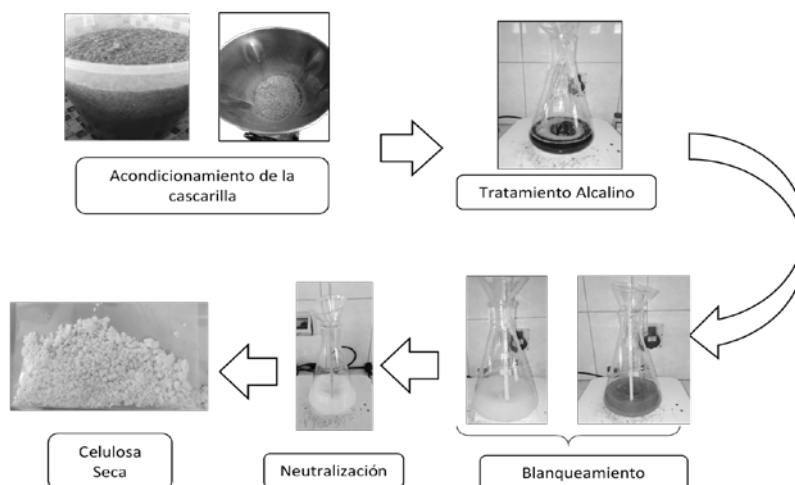 Acondicionamiento de la
cascarilla
Tratamiento Alcalino
Celulosa
Seca
Neutralización
Blanqueamiento